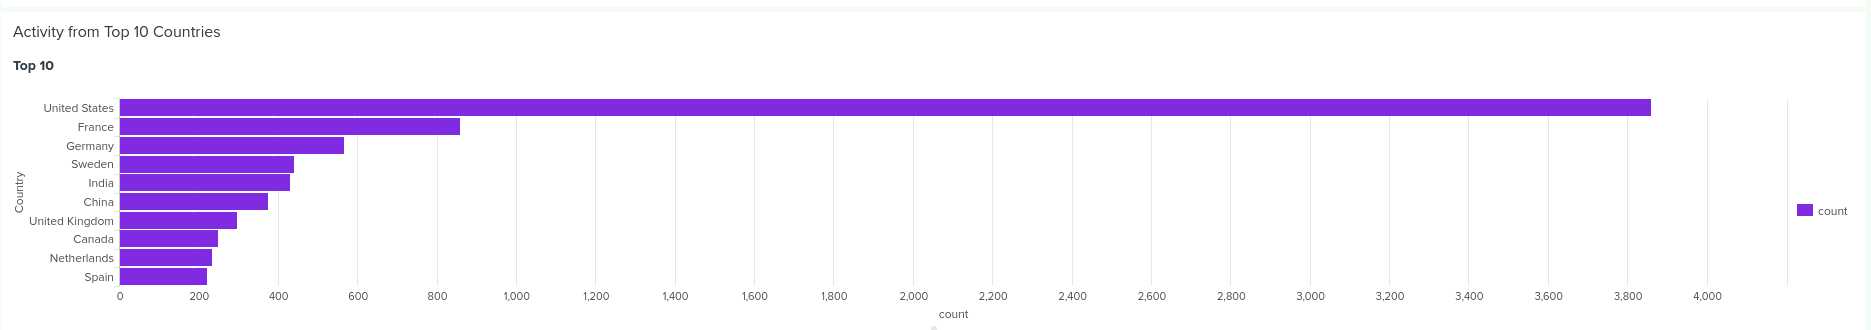 Activity from Top 10 Countries
Top 10
Country
United States
France
Germany
Sweden
India
China
United Kingdom
Canada
Netherlands
Spain
0 200 400 600 800 1,000 1,200 1,400 1,600 1,800 2,000 2,200 2,400 2,600 2,800 3,000 3,200 3,400 3,600 3,800 4,000
count
count